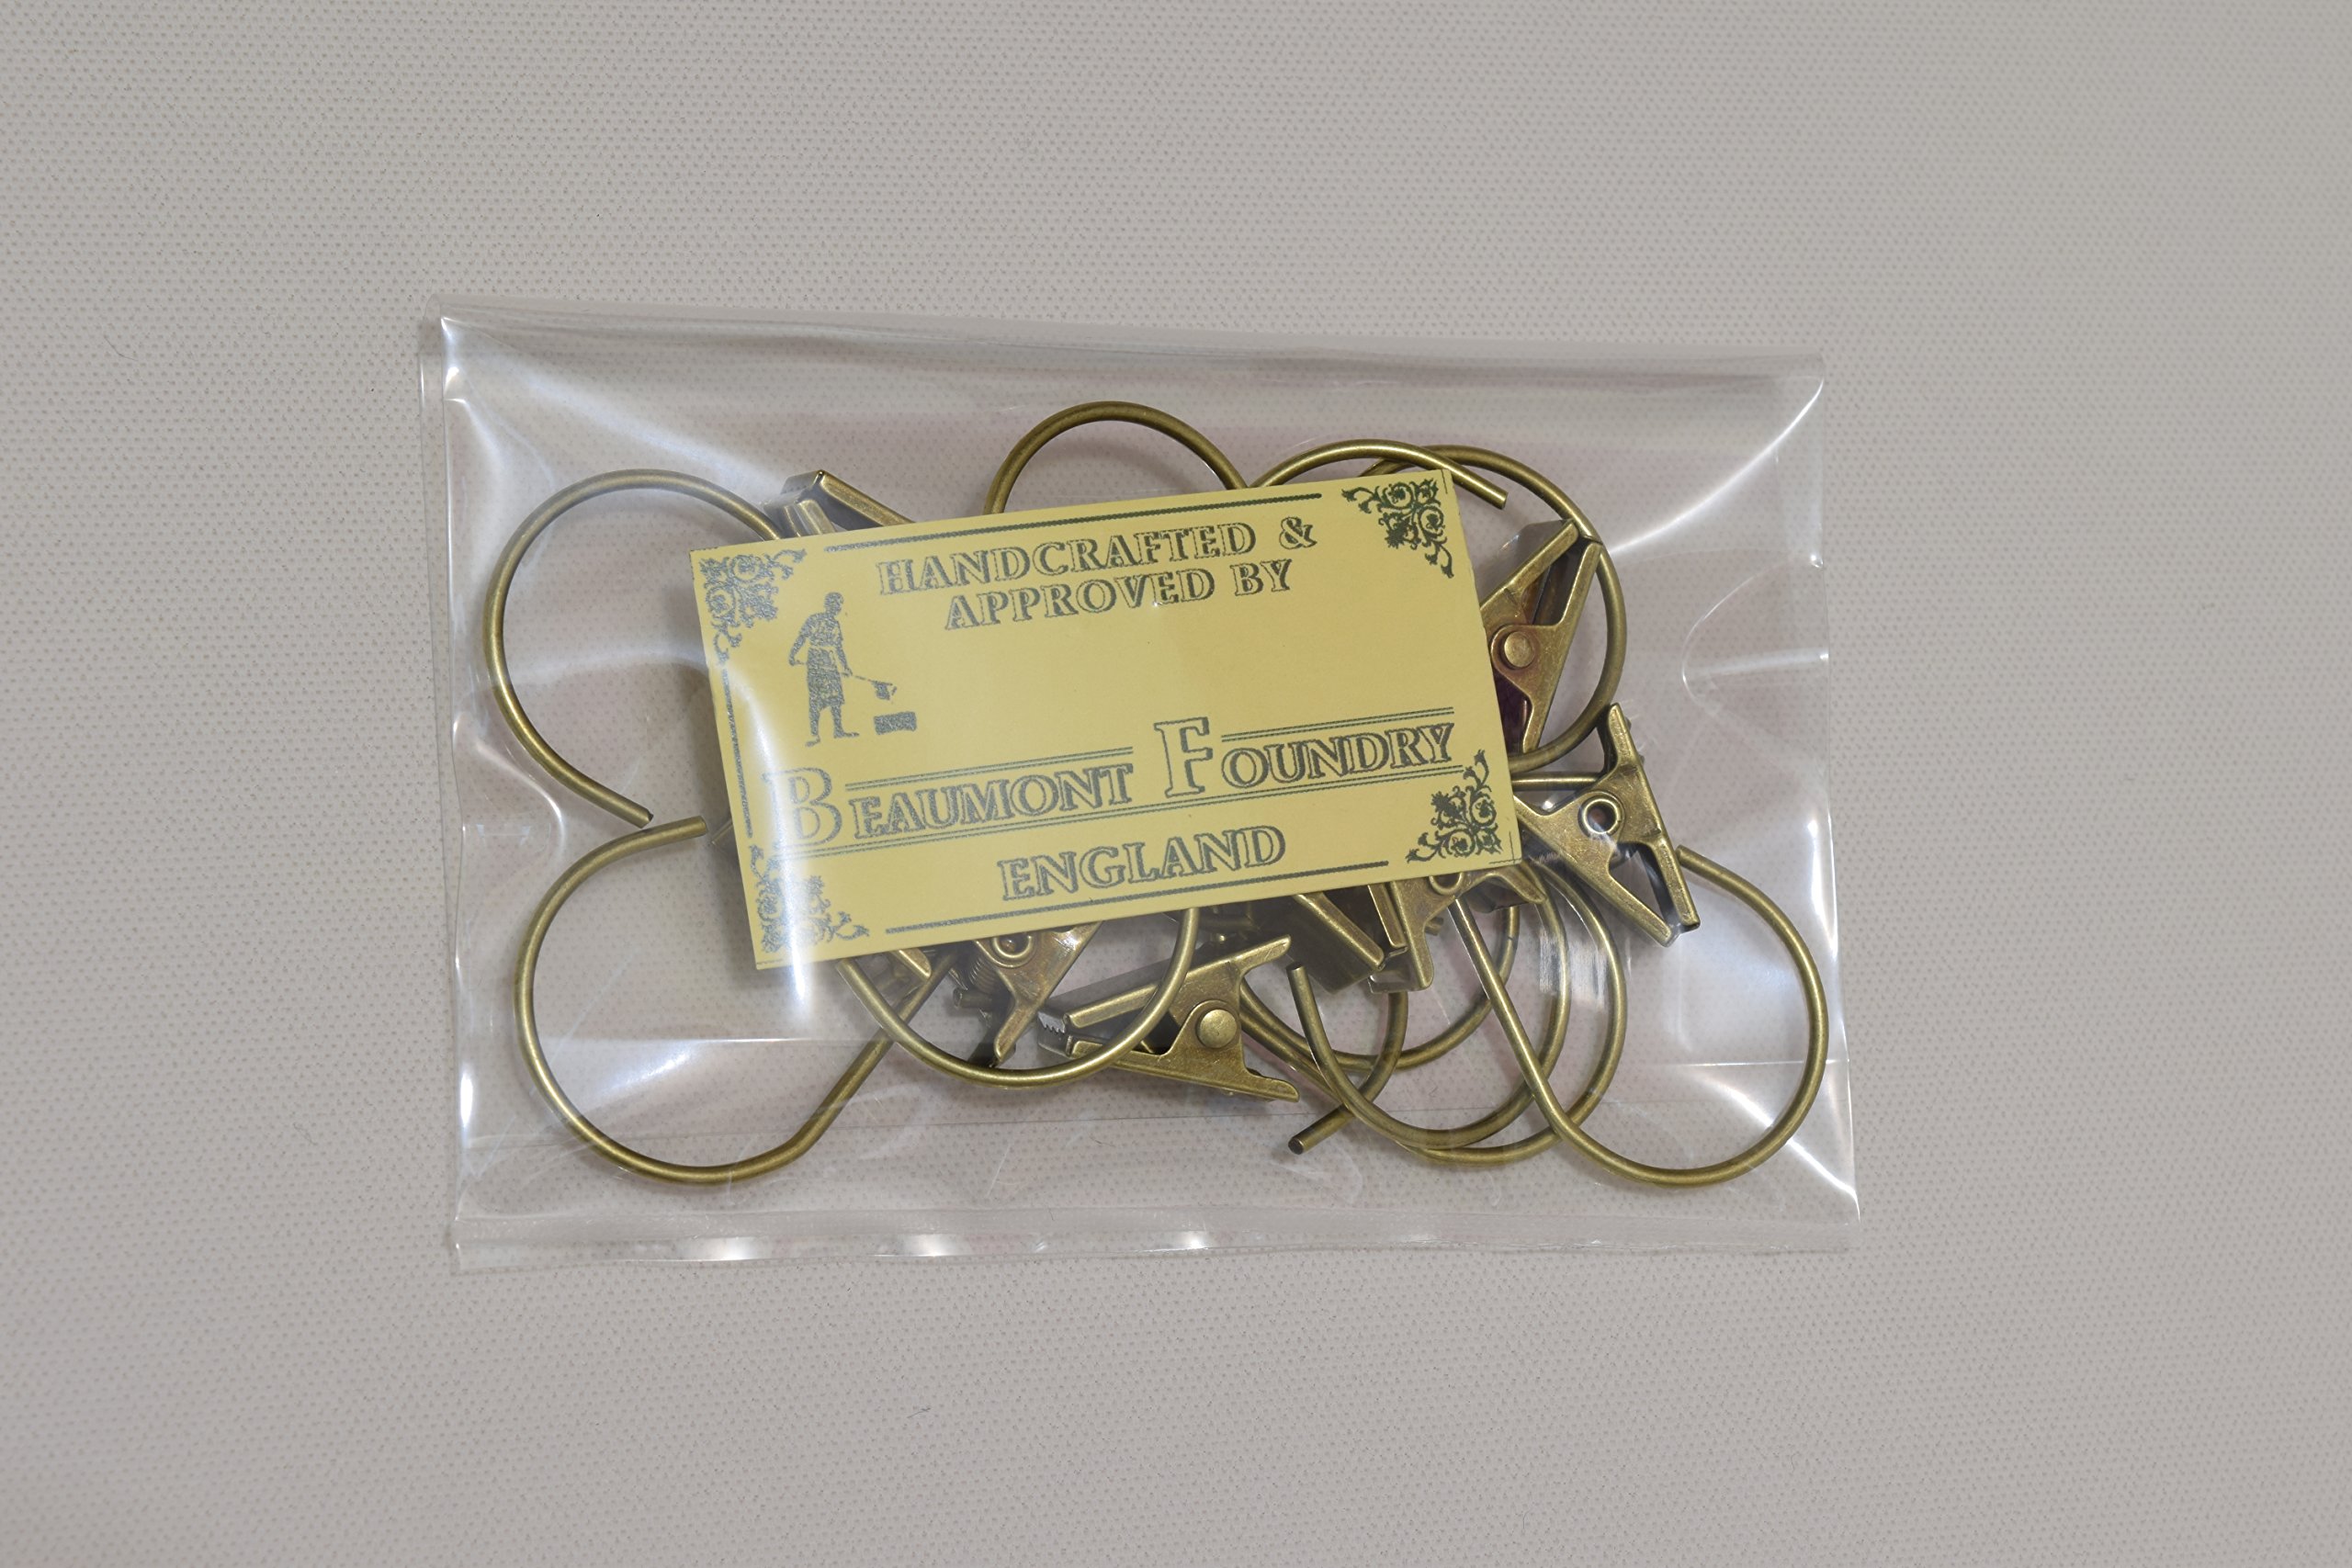 HANDCRAFTED &
APPROVED BY
BEAUMONT FOUNDRY
ENGLAND